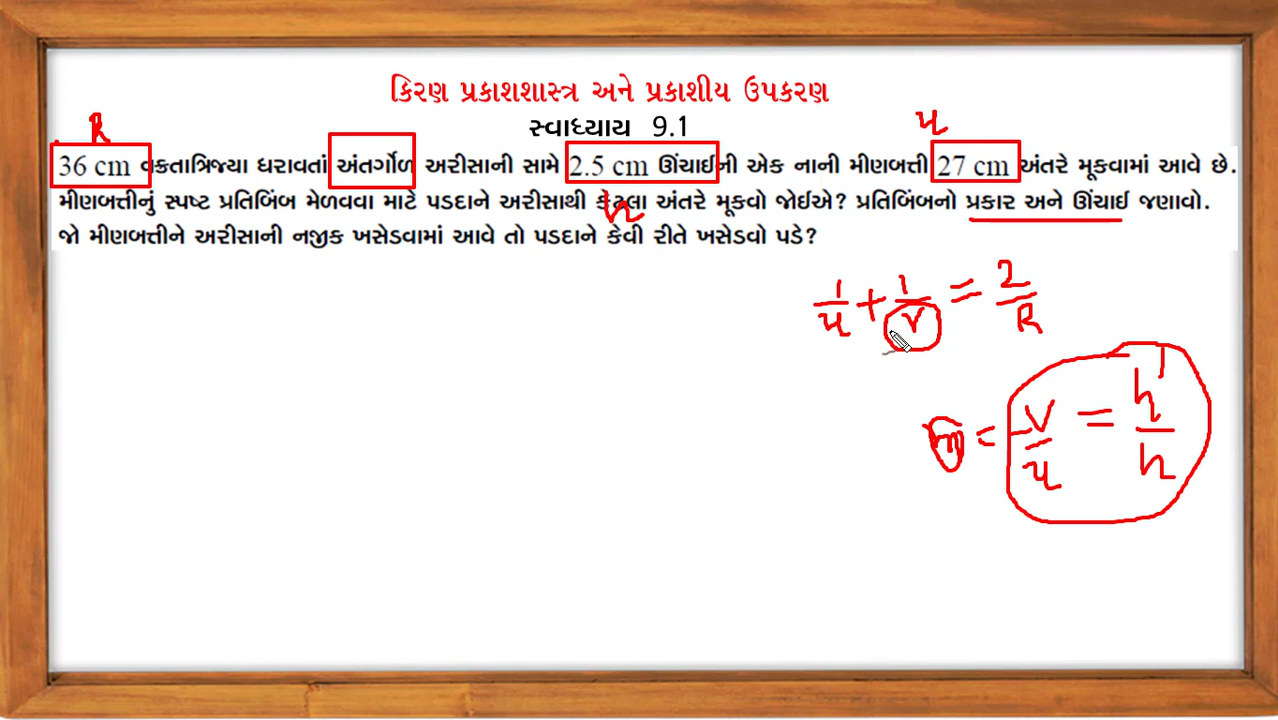 કિરણ પ્રકાશશાસ્ત્ર અને પ્રકાશીય ઉપકરણ
સ્વાધ્યાય 9.1
R
u
36 cm વક્રતાત્રિજ્યા ધરાવતાં અંતર્ગોળ અરીસાની સામે 2.5 cm ઊંચાઈની એક નાની મીણબત્તી 27 cm અંતરે મૂકવામાં આવે છે.
મીણબત્તીનું સ્પષ્ટ પ્રતિબિંબ મેળવવા માટે પડદાને અરીસાથી કેટલા અંતરે મૂકવો જોઈએ? પ્રતિબિંબનો પ્રકાર અને ઊંચાઈ જણાવો.
h
જો મીણબત્તીને અરીસાની નજીક ખસેડવામાં આવે તો પડદાને કેવી રીતે ખસેડવો પડે?
1/u + 1/v = 2/R
m = -v/u = h'/h